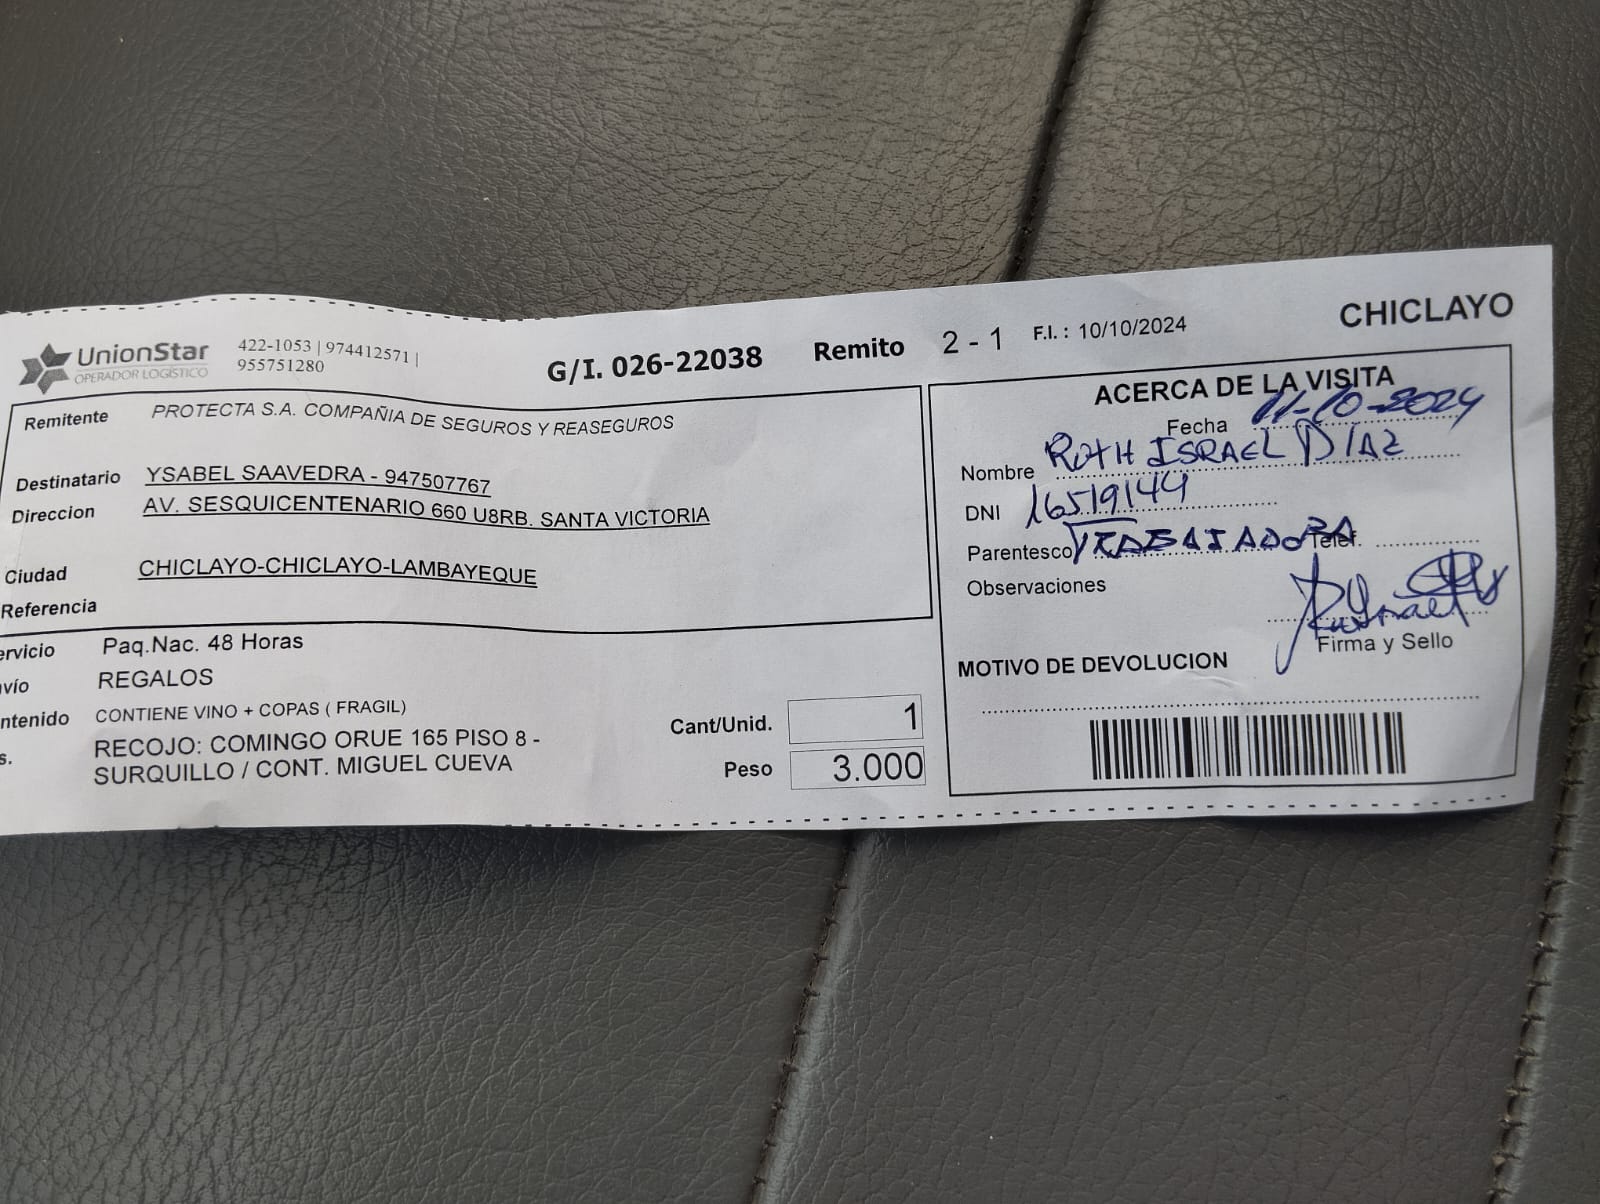 UnionStar
OPERADOR LOGÍSTICO
422-1053 | 974412571 |
955751280
G/I. 026-22038
Remito 2 - 1
F.I. : 10/10/2024
CHICLAYO
Remitente PROTECTA S.A. COMPAÑIA DE SEGUROS Y REASEGUROS
Destinatario YSABEL SAAVEDRA - 947507767
Direccion AV. SESQUICENTENARIO 660 U8RB. SANTA VICTORIA
Ciudad CHICLAYO-CHICLAYO-LAMBAYEQUE
Referencia
ervicio Paq.Nac. 48 Horas
vío REGALOS
ntenido CONTIENE VINO + COPAS ( FRAGIL)
s. RECOJO: COMINGO ORUE 165 PISO 8 -
SURQUILLO / CONT. MIGUEL CUEVA
Cant/Unid. 1
Peso 3.000
ACERCA DE LA VISITA
Fecha 11-10-2024
Nombre RUTH ISRAEL DÍAZ
DNI 16519144
Parentesco TRABAJADORA Telef.
Observaciones
Firma y Sello
MOTIVO DE DEVOLUCION